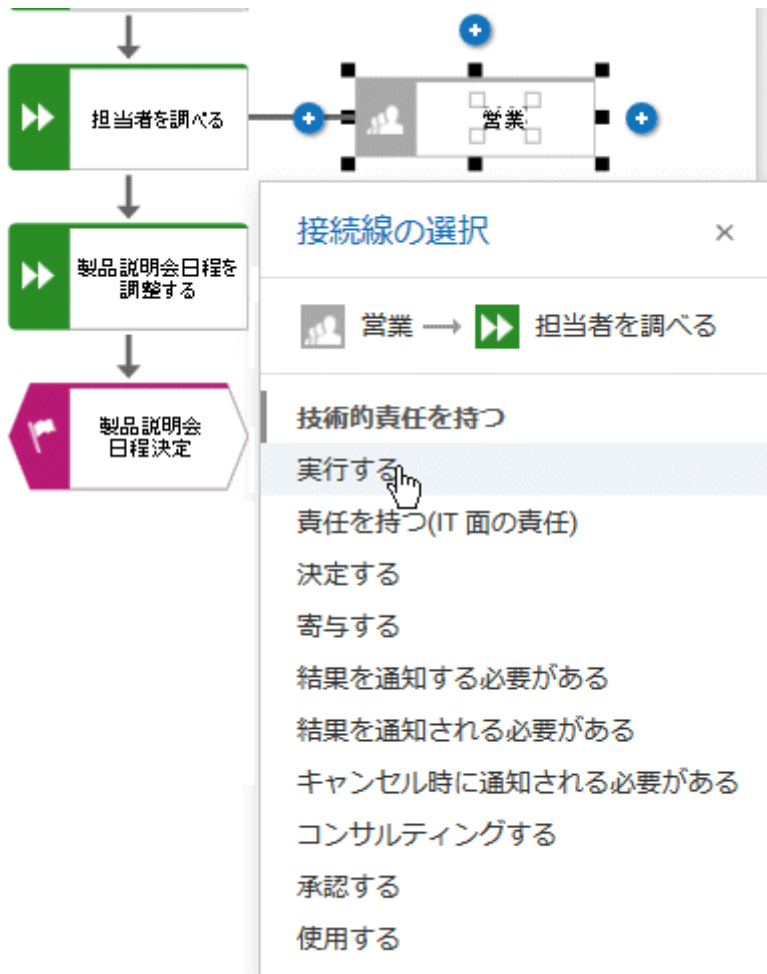 担当者を調べる
営業
製品説明会日程を
調整する
製品説明会
日程決定
接続線の選択
営業
担当者を調べる
技術的責任を持つ
実行する
責任を持つ(IT 面の責任)
決定する
寄与する
結果を通知する必要がある
結果を通知される必要がある
キャンセル時に通知される必要がある
コンサルティングする
承認する
使用する